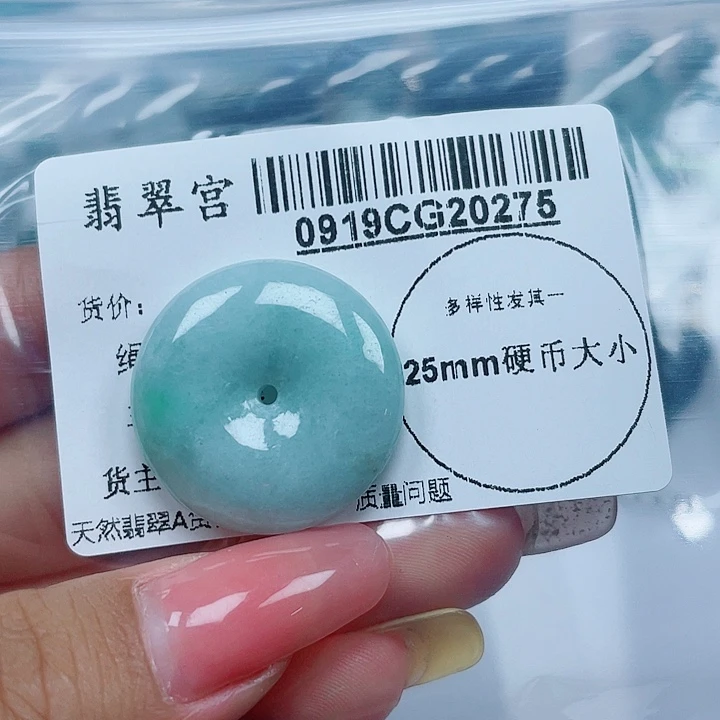 翡翠宫
0919CG20275
货价:
多样性发其一
25mm硬币大小
货主
质量问题
天然翡翠A货